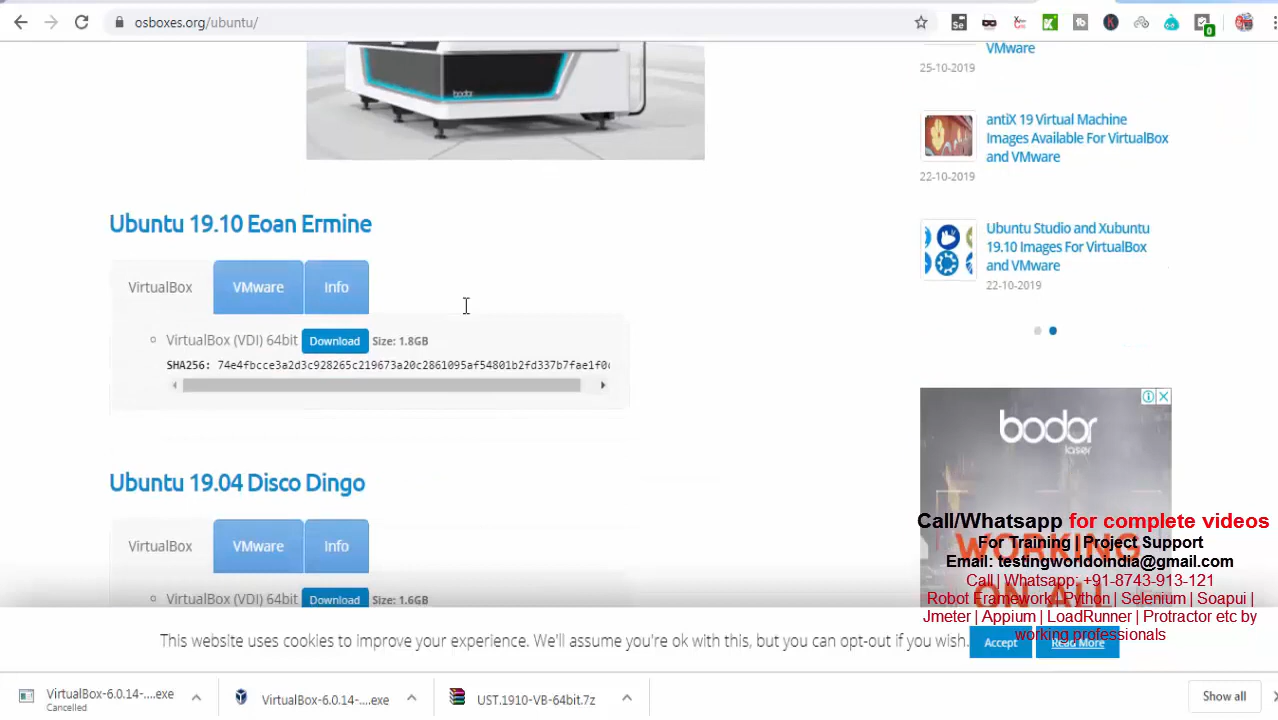 osboxes.org/ubuntu/
bodor
VMware
25-10-2019
antiX 19 Virtual Machine
Images Available For VirtualBox
and VMware
22-10-2019
Ubuntu Studio and Xubuntu
19.10 Images For VirtualBox
and VMware
22-10-2019
Ubuntu 19.10 Eoan Ermine
VirtualBox VMware Info
VirtualBox (VDI) 64bit Download Size: 1.8GB
SHA256: 74e4fbcce3a2d3c928265c219673a20c2861095af54801b2fd337b7fae1f0c
Ubuntu 19.04 Disco Dingo
VirtualBox VMware Info
VirtualBox (VDI) 64bit Download Size: 1.6GB
bodor
laser
WORKING
ON ALL
Call/Whatsapp for complete videos
For Training | Project Support
Email: testingworldoindia@gmail.com
Call | Whatsapp: +91-8743-913-121
Robot Framework | Python | Selenium | Soapui |
Jmeter | Appium | LoadRunner | Protractor etc by
working professionals
This website uses cookies to improve your experience. We'll assume you're ok with this, but you can opt-out if you wish. Accept Read More
VirtualBox-6.0.14-....exe
Cancelled
VirtualBox-6.0.14-....exe
UST.1910-VB-64bit.7z
Show all